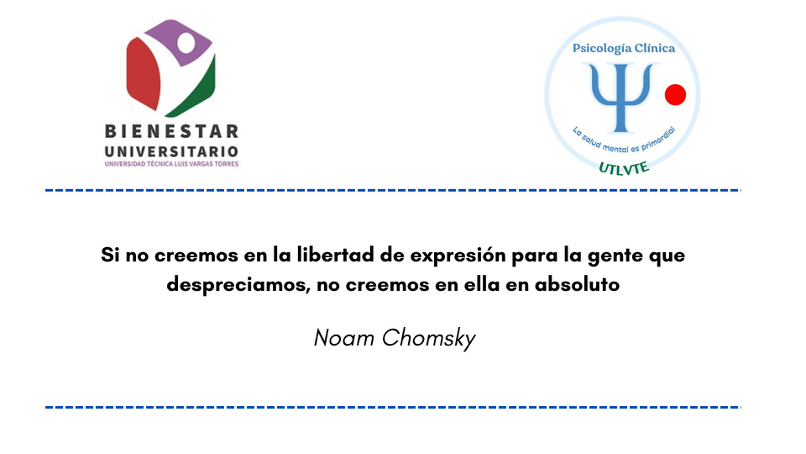 BIENESTAR
UNIVERSITARIO
UNIVERSIDAD TÉCNICA LUIS VARGAS TORRES
Psicología Clínica
Ψ
La salud mental es primordial
UTLVTE
Si no creemos en la libertad de expresión para la gente que
despreciamos, no creemos en ella en absoluto
Noam Chomsky